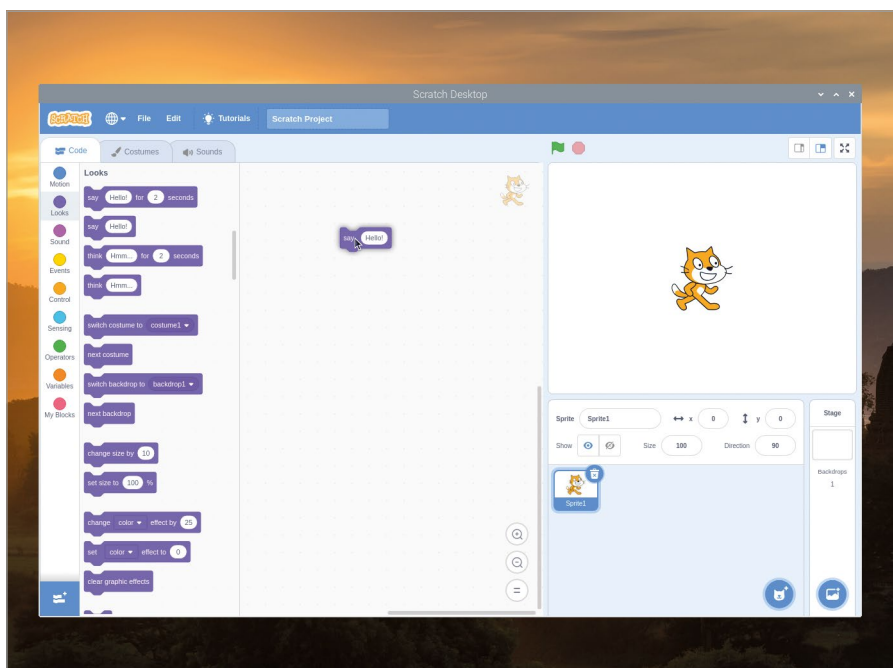 Scratch Desktop
SCRATCH File Edit Tutorials Scratch Project
Code Costumes Sounds
Motion
Looks
Sound
Events
Control
Sensing
Operators
Variables
My Blocks
Looks
say Hello! for 2 seconds
say Hello!
think Hmm... for 2 seconds
think Hmm...
switch costume to costume1
next costume
switch backdrop to backdrop1
next backdrop
change size by 10
set size to 100 %
change color effect by 25
set color effect to 0
clear graphic effects
say Hello!
Sprite Sprite1 x 0 y 0
Show Size 100 Direction 90
Sprite1
Stage
Backdrops
1